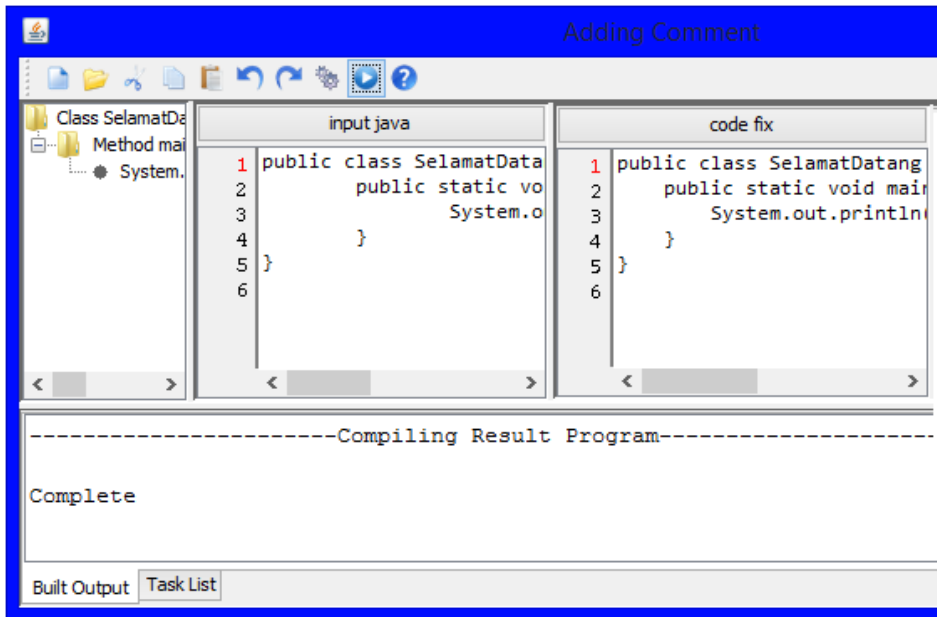 Adding Comment
Class SelamatDa
Method mai
System.
input java
1 public class SelamatData
2 public static vo
3 System.o
4 }
5 }
6
code fix
1 public class SelamatDatang
2 public static void main
3 System.out.println(
4 }
5 }
6
-----------------------Compiling Result Program---------------------
Complete
Built Output
Task List